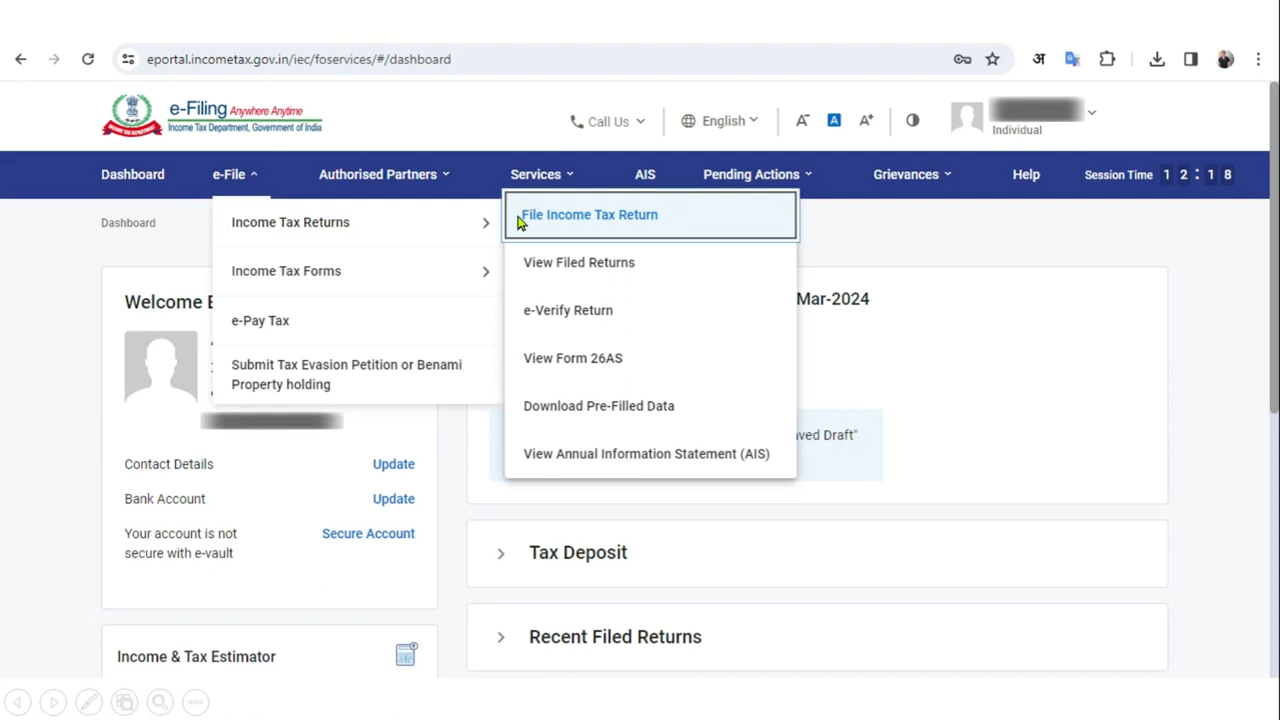 eportal.incometax.gov.in/iec/foservices/#/dashboard
अ
e-Filing Anywhere Anytime
Income Tax Department, Government of India
Call Us
English
A-
A
A+
Individual
Dashboard
e-File
Authorised Partners
Services
AIS
Pending Actions
Grievances
Help
Session Time 1 2 : 1 8
Dashboard
Income Tax Returns
Income Tax Forms
e-Pay Tax
Submit Tax Evasion Petition or Benami
Property holding
File Income Tax Return
View Filed Returns
e-Verify Return
View Form 26AS
Download Pre-Filled Data
View Annual Information Statement (AIS)
Welcome
Mar-2024
Draft"
Contact Details
Update
Bank Account
Update
Your account is not
secure with e-vault
Secure Account
Tax Deposit
Recent Filed Returns
Income & Tax Estimator